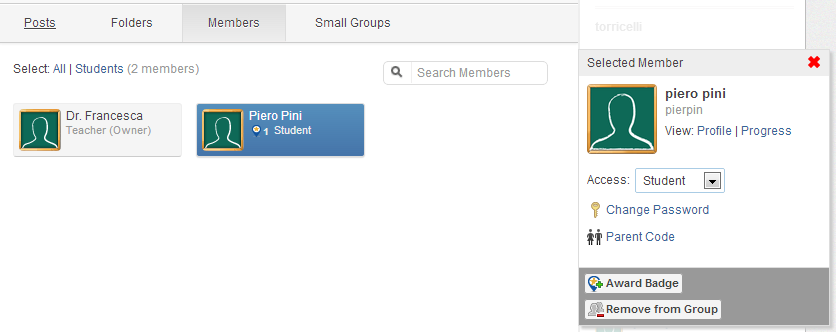 Posts Folders Members Small Groups
Select: All | Students (2 members)
Search Members
Dr. Francesca
Teacher (Owner)
Piero Pini
1 Student
torricelli
Selected Member
piero pini
pierpin
View: Profile | Progress
Access: Student
Change Password
Parent Code
Award Badge
Remove from Group